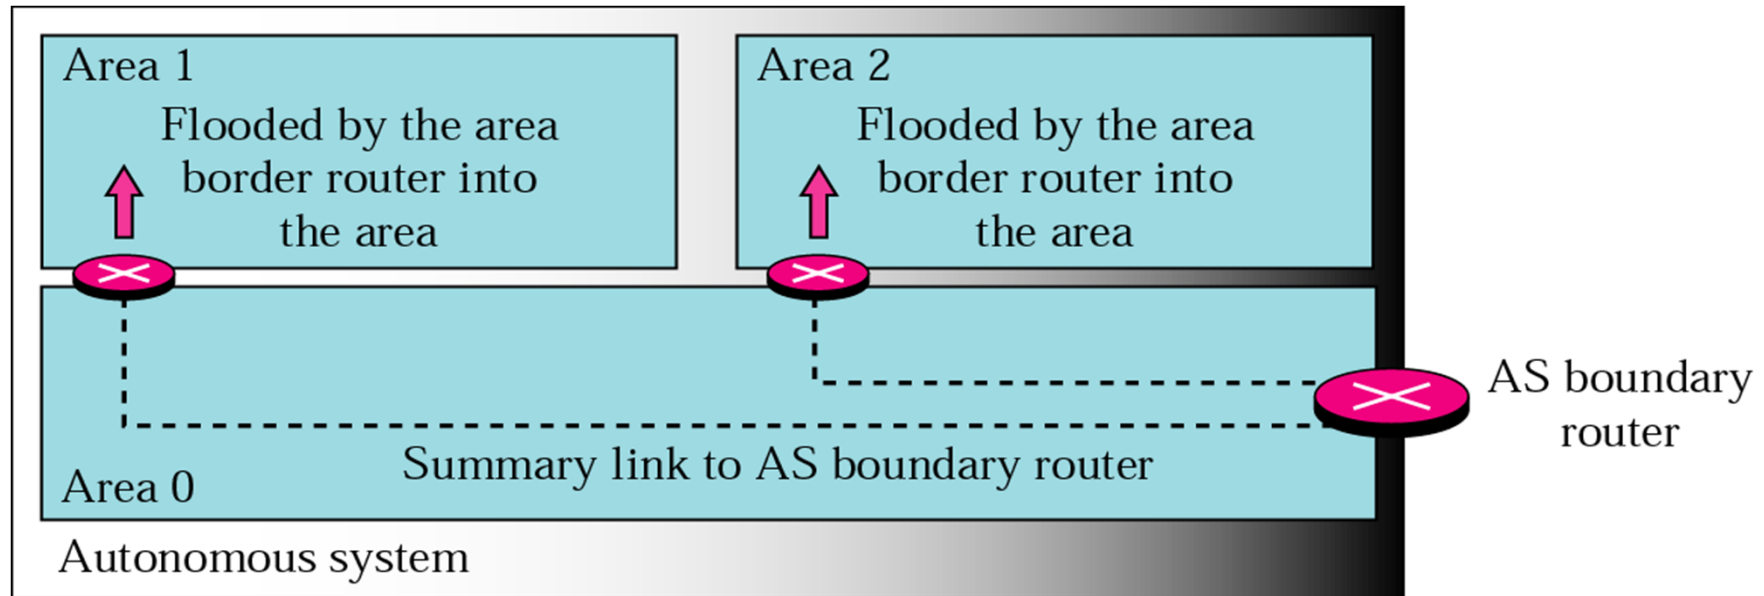 Area 1
Flooded by the area
border router into
the area
Area 2
Flooded by the area
border router into
the area
AS boundary
router
Summary link to AS boundary router
Area 0
Autonomous system